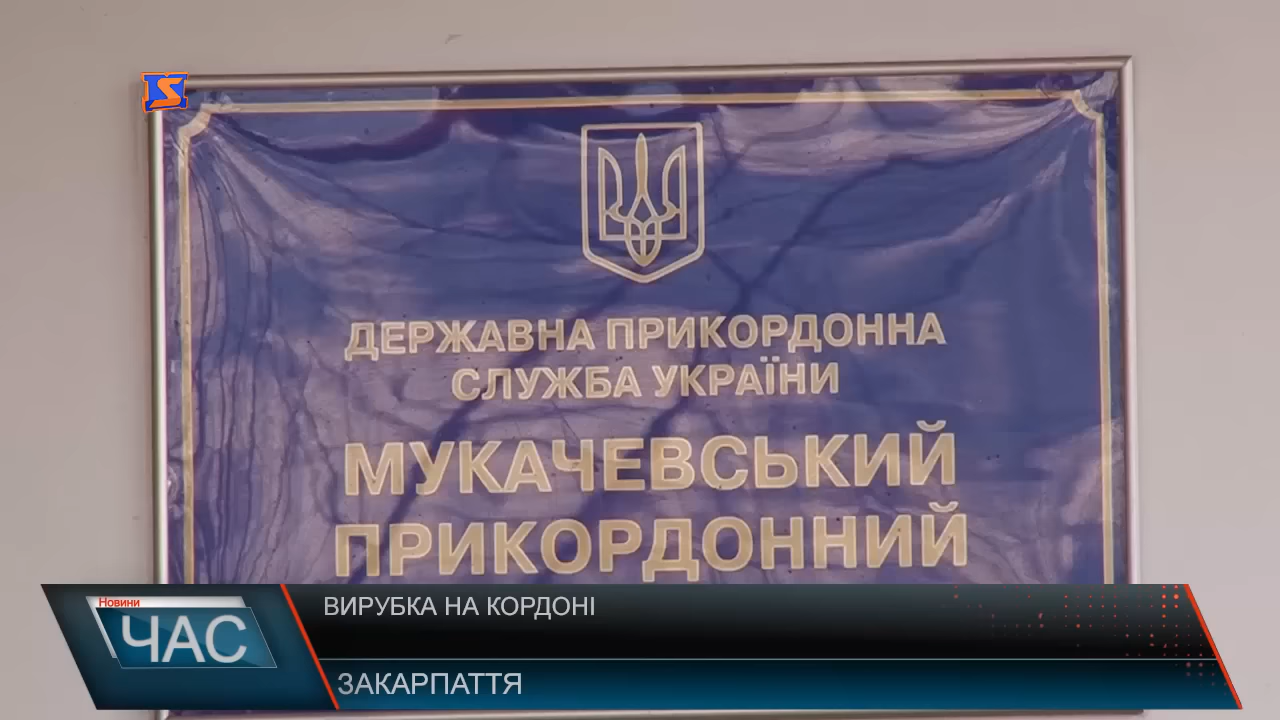 ДЕРЖАВНА ПРИКОРДОННА
СЛУЖБА УКРАЇНИ
МУКАЧЕВСЬКИЙ
ПРИКОРДОННИЙ
Новини
ЧАС
ВИРУБКА НА КОРДОНІ
ЗАКАРПАТТЯ